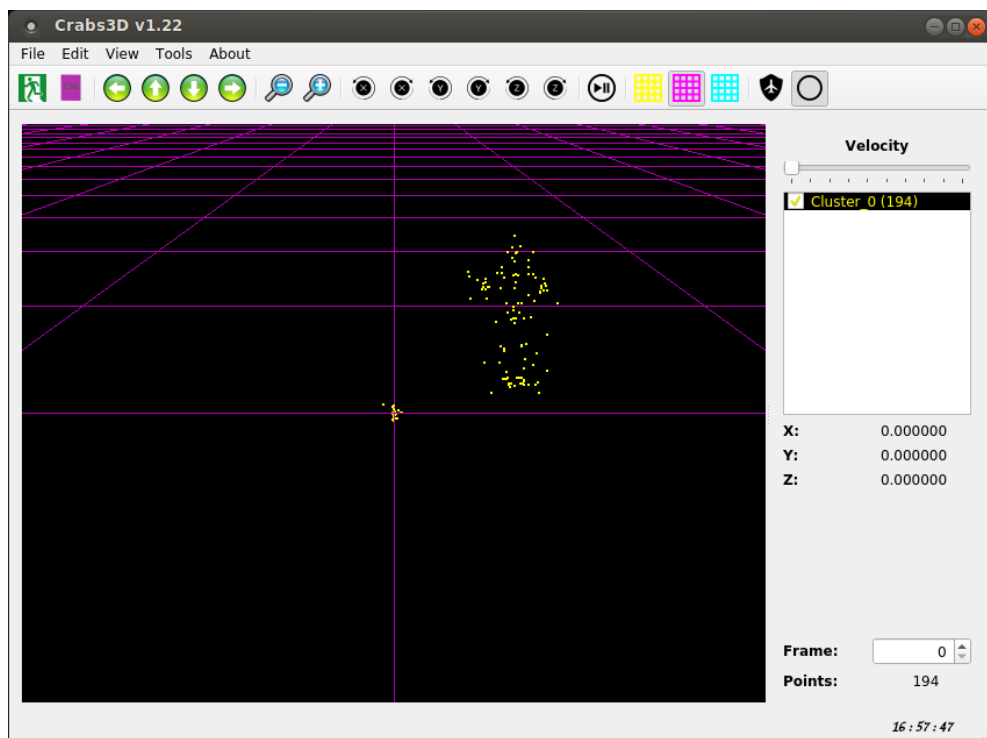 Crabs3D v1.22
File Edit View Tools About
X X Y Y Z Z
Velocity
Cluster_0 (194)
X: 0.000000
Y: 0.000000
Z: 0.000000
Frame: 0
Points: 194
16:57:47